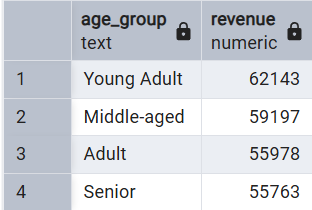 age_group revenue
text numeric
1 Young Adult 62143
2 Middle-aged 59197
3 Adult 55978
4 Senior 55763